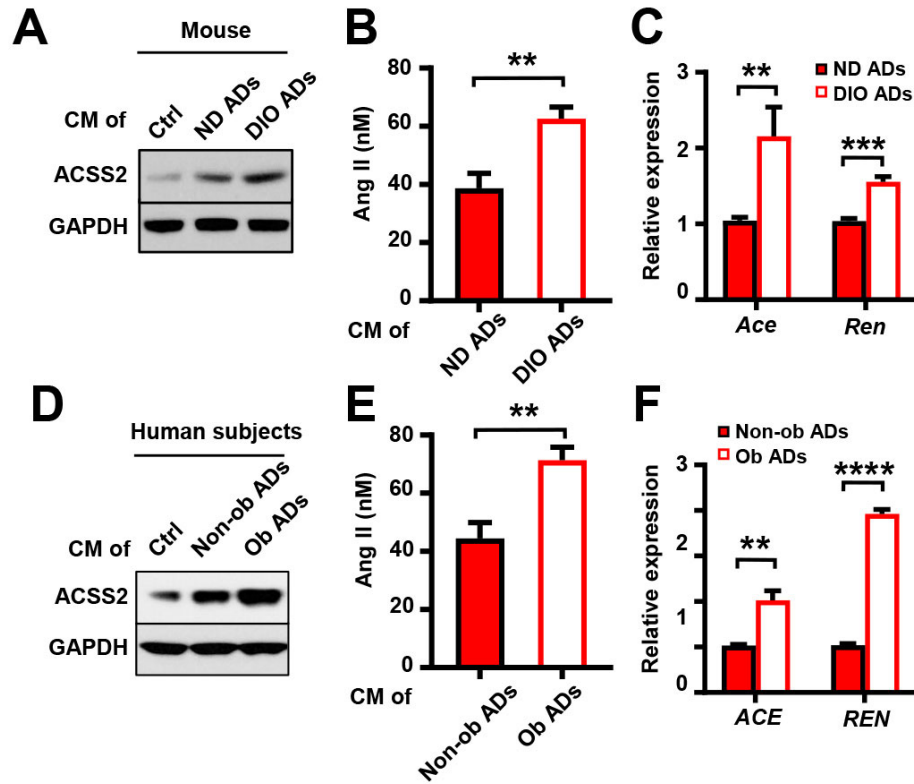 A
Mouse
CM of
Ctrl
ND ADs
DIO ADs
ACSS2
GAPDH
B
**
Ang II (nM)
80
60
40
20
0
CM of
ND ADs
DIO ADs
C
ND ADs
DIO ADs
**
***
Relative expression
3
2
1
0
Ace
Ren
D
Human subjects
CM of
Ctrl
Non-ob ADs
Ob ADs
ACSS2
GAPDH
E
**
Ang II (nM)
80
60
40
20
0
CM of
Non-ob ADs
Ob ADs
F
Non-ob ADs
Ob ADs
**
****
Relative expression
3
2
1
0
ACE
REN